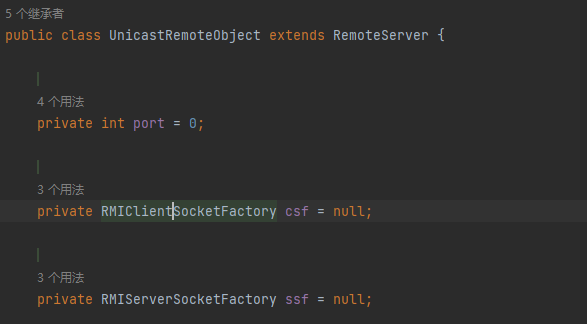 5 个继承者
public class UnicastRemoteObject extends RemoteServer {
4 个用法
private int port = 0;
3 个用法
private RMIClientSocketFactory csf = null;
3 个用法
private RMIServerSocketFactory ssf = null;